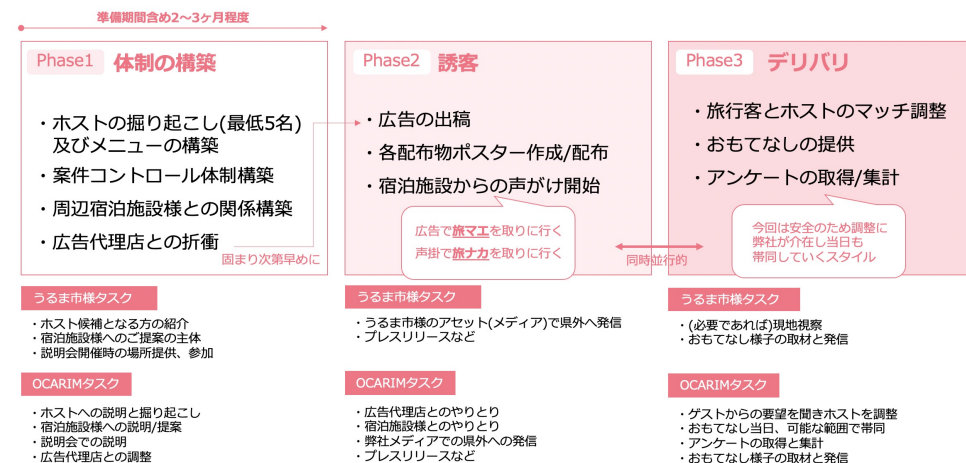 準備期間含め2〜3ヶ月程度
Phase1 体制の構築
・ホストの掘り起こし(最低5名)
及びメニューの構築
・案件コントロール体制構築
・周辺宿泊施設様との関係構築
・広告代理店との折衝
固まり次第早めに
うるま市様タスク
・ホスト候補となる方の紹介
・宿泊施設様へのご提案の主体
・説明会開催時の場所提供、参加
OCARIMタスク
・ホストへの説明と掘り起こし
・宿泊施設様への説明/提案
・説明会での説明
・広告代理店との調整
Phase2 誘客
・広告の出稿
・各配布物ポスター作成/配布
・宿泊施設からの声がけ開始
広告で旅マエを取りに行く
声掛で旅ナカを取りに行く
同時並行的
うるま市様タスク
・うるま市様のアセット(メディア)で県外へ発信
・プレスリリースなど
OCARIMタスク
・広告代理店とのやりとり
・宿泊施設様とのやりとり
・弊社メディアでの県外への発信
・プレスリリースなど
Phase3 デリバリ
・旅行客とホストのマッチ調整
・おもてなしの提供
・アンケートの取得/集計
今回は安全のため調整に
弊社が介在し当日も
帯同していくスタイル
うるま市様タスク
・(必要であれば)現地視察
・おもてなし様子の取材と発信
OCARIMタスク
・ゲストからの要望を聞きホストを調整
・おもてなし当日、可能な範囲で帯同
・アンケートの取得と集計
・おもてなし様子の取材と発信